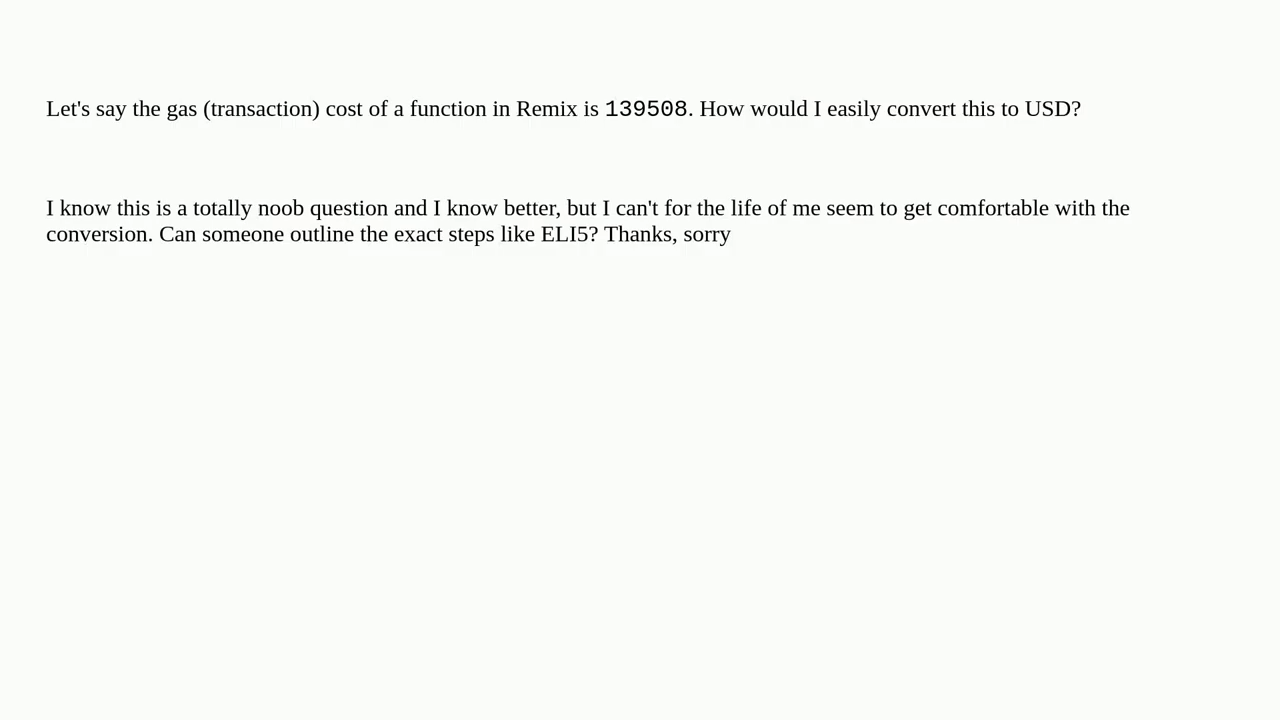 Let's say the gas (transaction) cost of a function in Remix is 139508. How would I easily convert this to USD?
I know this is a totally noob question and I know better, but I can't for the life of me seem to get comfortable with the
conversion. Can someone outline the exact steps like ELI5? Thanks, sorry